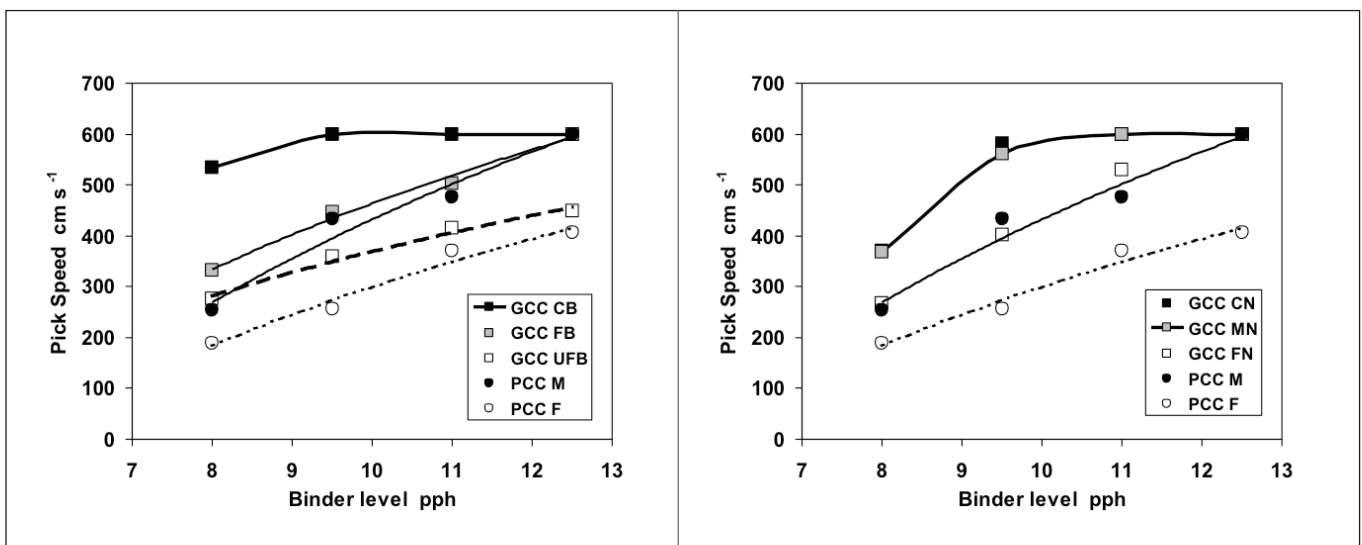 700
600
500
400
300
200
100
0
Pick Speed cm s -1
7 8 9 10 11 12 13
Binder level pph
GCC CB
GCC FB
GCC UFB
PCC M
PCC F
700
600
500
400
300
200
100
0
Pick Speed cm s -1
7 8 9 10 11 12 13
Binder level pph
GCC CN
GCC MN
GCC FN
PCC M
PCC F